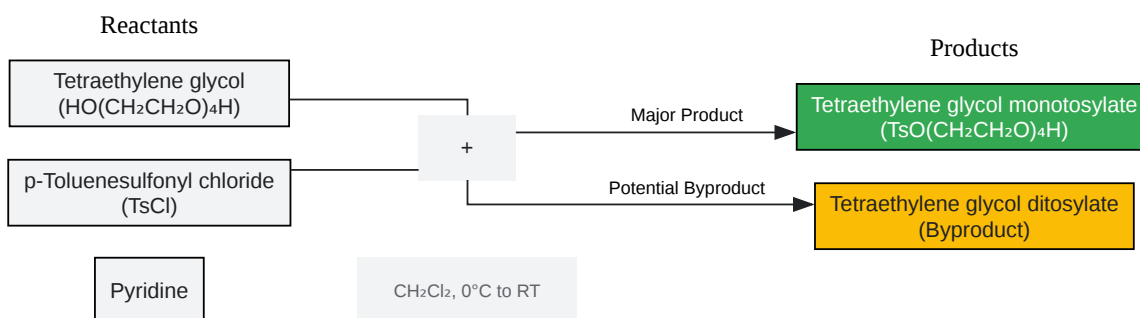 Reactants
Products
Tetraethylene glycol
(HO(CH₂CH₂O)₄H)
Major Product
Tetraethylene glycol monotosylate
(TsO(CH₂CH₂O)₄H)
+
p-Toluenesulfonyl chloride
(TsCl)
Potential Byproduct
Tetraethylene glycol ditosylate
(Byproduct)
Pyridine
CH₂Cl₂, 0°C to RT